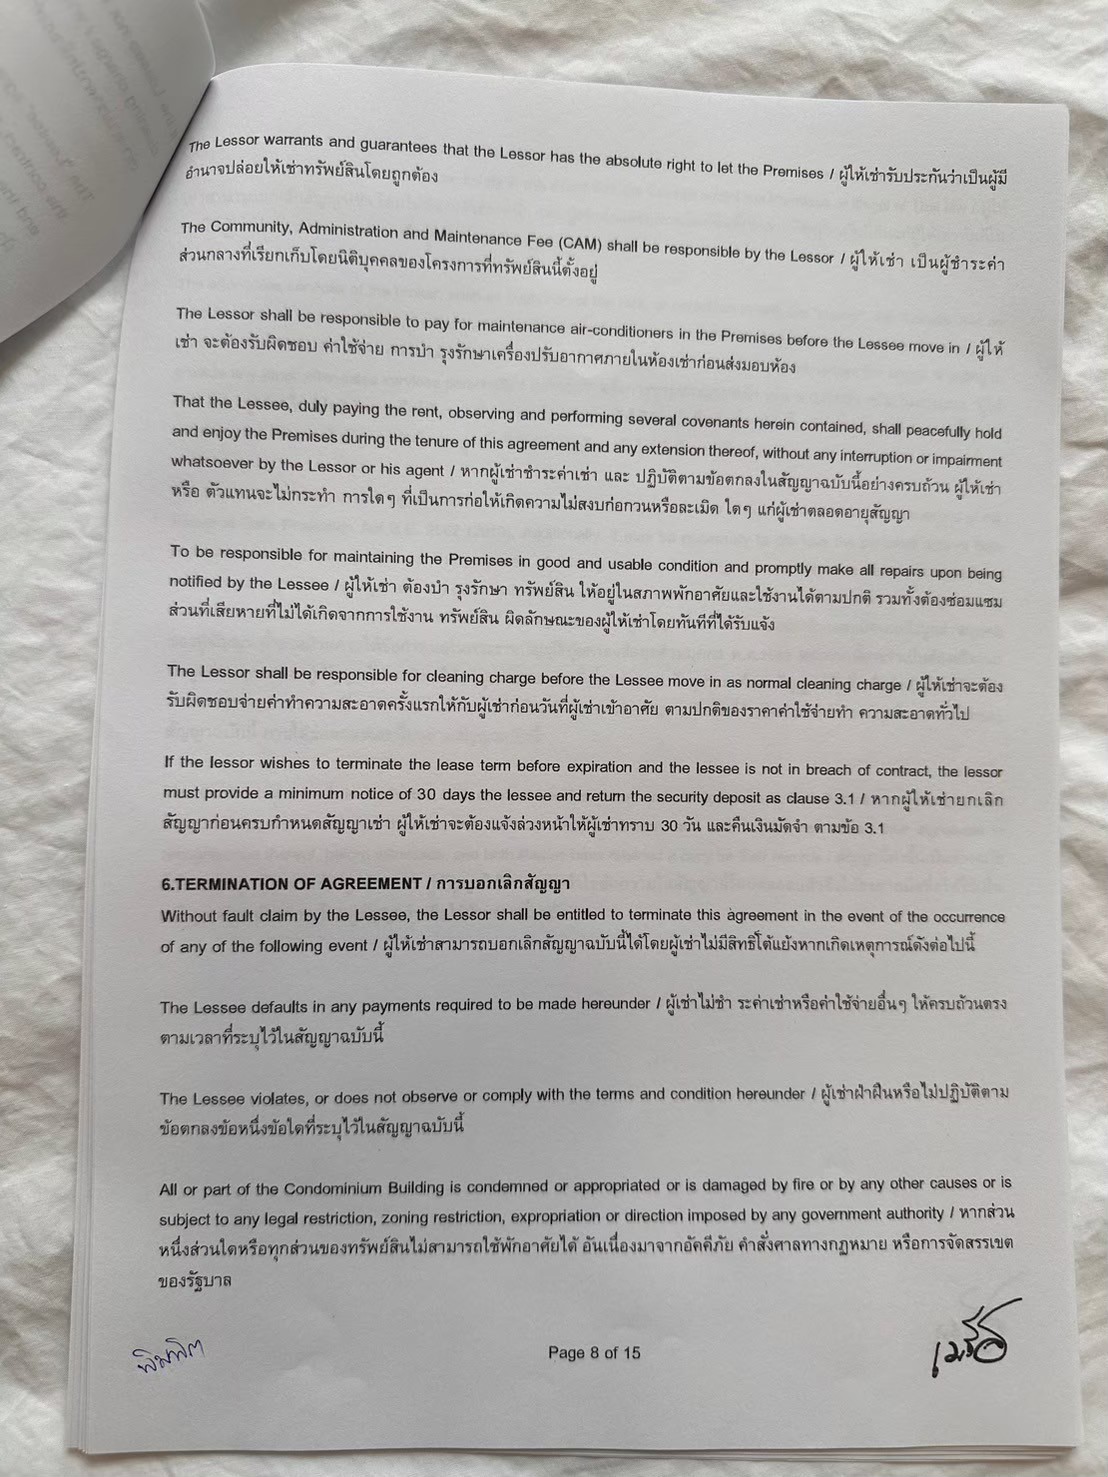 The Lessor warrants and guarantees that the Lessor has the absolute right to let the Premises / ผู้ให้เช่ารับประกันว่าเป็นผู้มี
อำนาจปล่อยให้เช่าทรัพย์สินโดยถูกต้อง
The Community, Administration and Maintenance Fee (CAM) shall be responsible by the Lessor / ผู้ให้เช่า เป็นผู้ชำระค่า
ส่วนกลางที่เรียกเก็บโดยนิติบุคคลของโครงการที่ทรัพย์สินนี้ตั้งอยู่
The Lessor shall be responsible to pay for maintenance air-conditioners in the Premises before the Lessee move in / ผู้ให้
เช่า จะต้องรับผิดชอบ ค่าใช้จ่าย การบำ รุงรักษาเครื่องปรับอากาศภายในห้องเช่าก่อนส่งมอบห้อง
That the Lessee, duly paying the rent, observing and performing several covenants herein contained, shall peacefully hold
and enjoy the Premises during the tenure of this agreement and any extension thereof, without any interruption or impairment
whatsoever by the Lessor or his agent / หากผู้เช่าชำระค่าเช่า และ ปฏิบัติตามข้อตกลงในสัญญาฉบับนี้อย่างครบถ้วน ผู้ให้เช่า
หรือ ตัวแทนจะไม่กระทำ การใดๆ ที่เป็นการก่อให้เกิดความไม่สงบก่อกวนหรือละเมิด ใดๆ แก่ผู้เช่าตลอดอายุสัญญา
To be responsible for maintaining the Premises in good and usable condition and promptly make all repairs upon being
notified by the Lessee / ผู้ให้เช่า ต้องบำ รุงรักษา ทรัพย์สิน ให้อยู่ในสภาพพักอาศัยและใช้งานได้ตามปกติ รวมทั้งต้องซ่อมแซม
ส่วนที่เสียหายที่ไม่ได้เกิดจากการใช้งาน ทรัพย์สิน ผิดลักษณะของผู้ให้เช่าโดยทันทีที่ได้รับแจ้ง
The Lessor shall be responsible for cleaning charge before the Lessee move in as normal cleaning charge / ผู้ให้เช่าจะต้อง
รับผิดชอบจ่ายค่าทำความสะอาดครั้งแรกให้กับผู้เช่าก่อนวันที่ผู้เช่าเข้าอาศัย ตามปกติของราคาค่าใช้จ่ายทำ ความสะอาดทั่วไป
If the lessor wishes to terminate the lease term before expiration and the lessee is not in breach of contract, the lessor
must provide a minimum notice of 30 days the lessee and return the security deposit as clause 3.1 / หากผู้ให้เช่ายกเลิก
สัญญาก่อนครบกำหนดสัญญาเช่า ผู้ให้เช่าจะต้องแจ้งล่วงหน้าให้ผู้เช่าทราบ 30 วัน และคืนเงินมัดจำ ตามข้อ 3.1
6.TERMINATION OF AGREEMENT / การบอกเลิกสัญญา
Without fault claim by the Lessee, the Lessor shall be entitled to terminate this agreement in the event of the occurrence
of any of the following event / ผู้ให้เช่าสามารถบอกเลิกสัญญาฉบับนี้ได้โดยผู้เช่าไม่มีสิทธิ์โต้แย้งหากเกิดเหตุการณ์ดังต่อไปนี้
The Lessee defaults in any payments required to be made hereunder / ผู้เช่าไม่ชำ ระค่าเช่าหรือค่าใช้จ่ายอื่นๆ ให้ครบถ้วนตรง
ตามเวลาที่ระบุไว้ในสัญญาฉบับนี้
The Lessee violates, or does not observe or comply with the terms and condition hereunder / ผู้เช่าฝ่าฝืนหรือไม่ปฏิบัติตาม
ข้อตกลงข้อหนึ่งข้อใดที่ระบุไว้ในสัญญาฉบับนี้
All or part of the Condominium Building is condemned or appropriated or is damaged by fire or by any other causes or is
subject to any legal restriction, zoning restriction, expropriation or direction imposed by any government authority / หากส่วน
หนึ่งส่วนใดหรือทุกส่วนของทรัพย์สินไม่สามารถใช้พักอาศัยได้ อันเนื่องมาจากอัคคีภัย คำสั่งศาลทางกฎหมาย หรือการจัดสรรเขต
ของรัฐบาล
Page 8 of 15